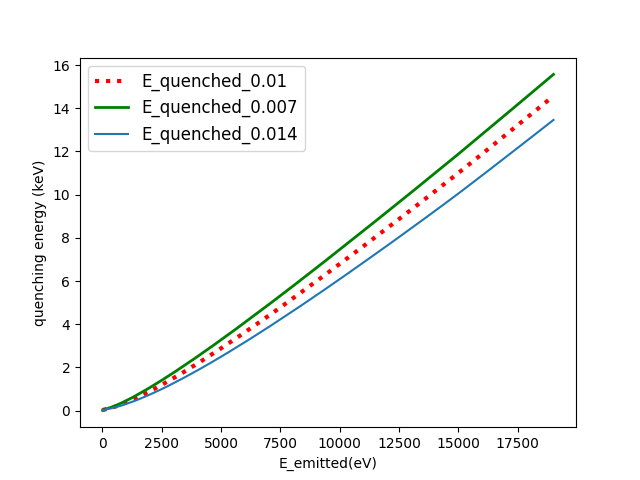 E_quenched_0.01
E_quenched_0.007
E_quenched_0.014
quenching energy (keV)
16
14
12
10
8
6
4
2
0
0 2500 5000 7500 10000 12500 15000 17500
E_emitted(eV)